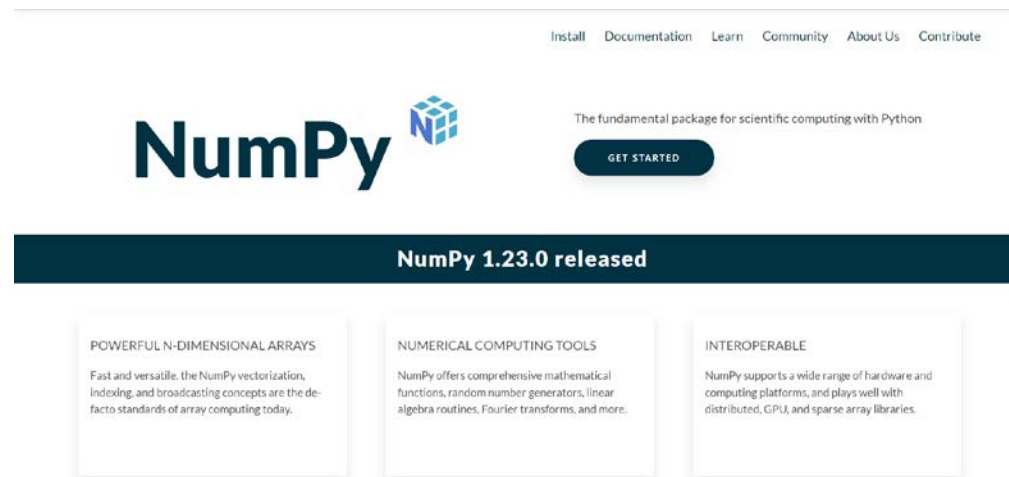 Install Documentation Learn Community About Us Contribute
NumPy
The fundamental package for scientific computing with Python
GET STARTED
NumPy 1.23.0 released
POWERFUL N-DIMENSIONAL ARRAYS
Fast and versatile, the NumPy vectorization,
indexing, and broadcasting concepts are the de-
facto standards of array computing today.
NUMERICAL COMPUTING TOOLS
NumPy offers comprehensive mathematical
functions, random number generators, linear
algebra routines, Fourier transforms, and more.
INTEROPERABLE
NumPy supports a wide range of hardware and
computing platforms, and plays well with
distributed, GPU, and sparse array libraries.